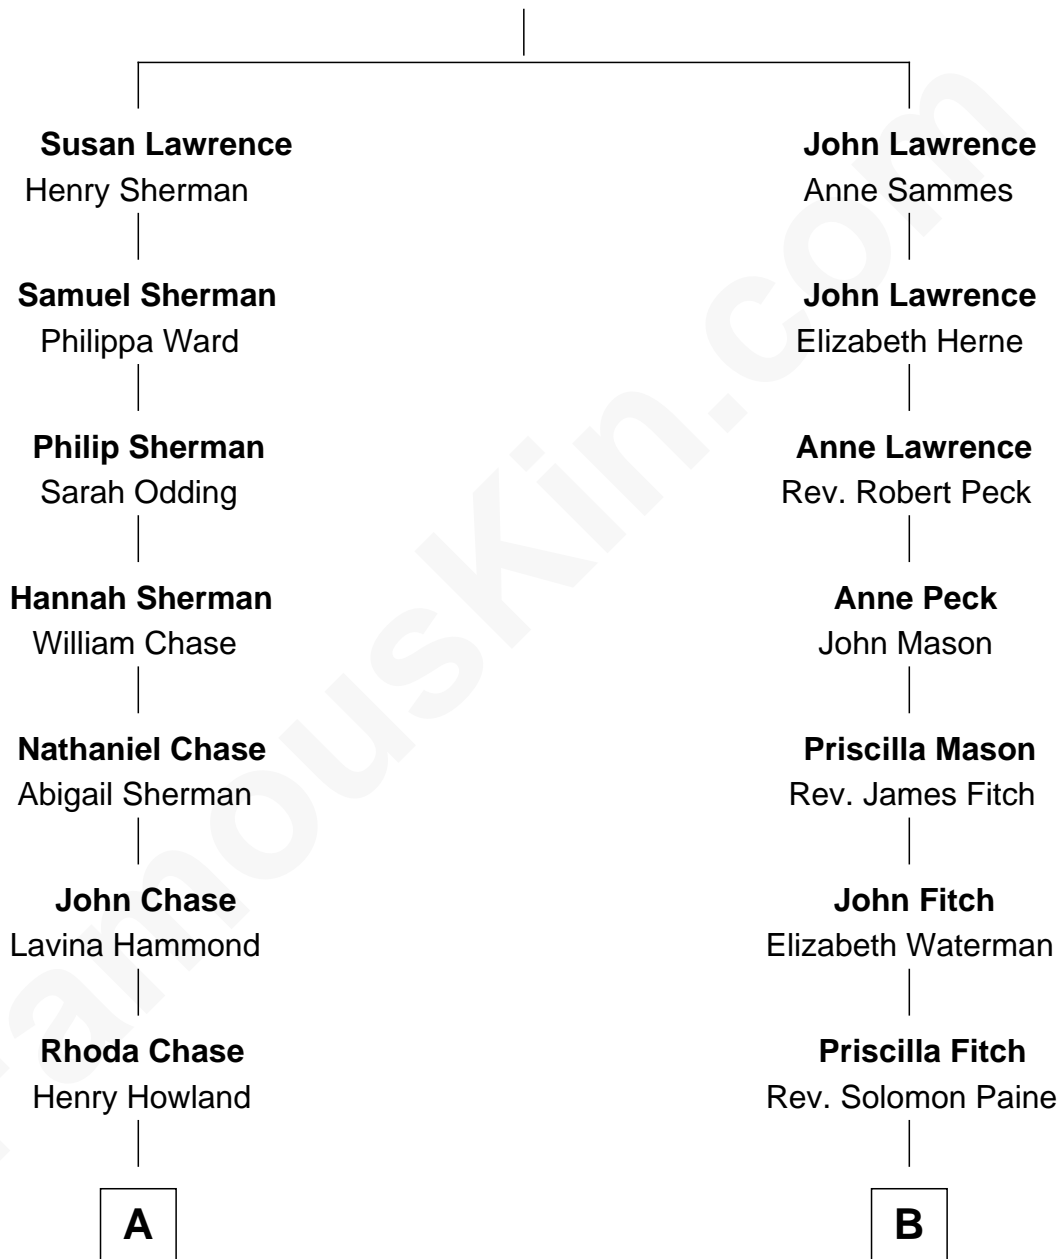 Susan Lawrence
Henry Sherman
John Lawrence
Anne Sammes
Samuel Sherman
Philippa Ward
John Lawrence
Elizabeth Herne
Philip Sherman
Sarah Odding
Anne Lawrence
Rev. Robert Peck
Hannah Sherman
William Chase
Anne Peck
John Mason
Nathaniel Chase
Abigail Sherman
Priscilla Mason
Rev. James Fitch
John Chase
Lavina Hammond
John Fitch
Elizabeth Waterman
Rhoda Chase
Henry Howland
Priscilla Fitch
Rev. Solomon Paine
A
B
FamousKin.com